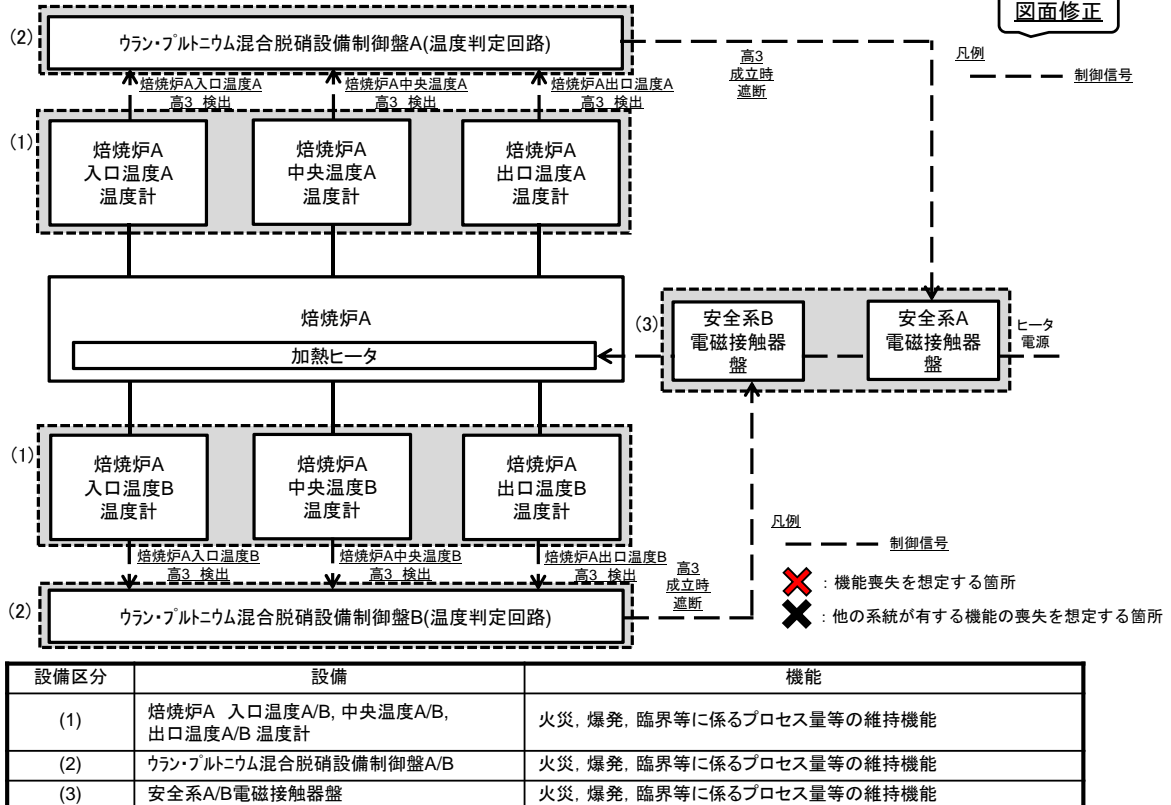 図面修正
(2)
ウラン・プルトニウム混合脱硝設備制御盤A(温度判定回路)
高3
成立時
遮断
凡例
制御信号
焙焼炉A入口温度A
高3 検出
焙焼炉A中央温度A
高3 検出
焙焼炉A出口温度A
高3 検出
(1)
焙焼炉A
入口温度A
温度計
焙焼炉A
中央温度A
温度計
焙焼炉A
出口温度A
温度計
焙焼炉A
加熱ヒータ
(3)
安全系B
電磁接触器
盤
安全系A
電磁接触器
盤
ヒータ
電源
(1)
焙焼炉A
入口温度B
温度計
焙焼炉A
中央温度B
温度計
焙焼炉A
出口温度B
温度計
焙焼炉A入口温度B
高3 検出
焙焼炉A中央温度B
高3 検出
焙焼炉A出口温度B
高3 検出
高3
成立時
遮断
(2)
ウラン・プルトニウム混合脱硝設備制御盤B(温度判定回路)
凡例
制御信号
：機能喪失を想定する箇所
：他の系統が有する機能の喪失を想定する箇所
設備区分 設備 機能
(1) 焙焼炉A 入口温度A/B, 中央温度A/B,
出口温度A/B 温度計 火災, 爆発, 臨界等に係るプロセス量等の維持機能
(2) ウラン・プルトニウム混合脱硝設備制御盤A/B 火災, 爆発, 臨界等に係るプロセス量等の維持機能
(3) 安全系A/B電磁接触器盤 火災, 爆発, 臨界等に係るプロセス量等の維持機能